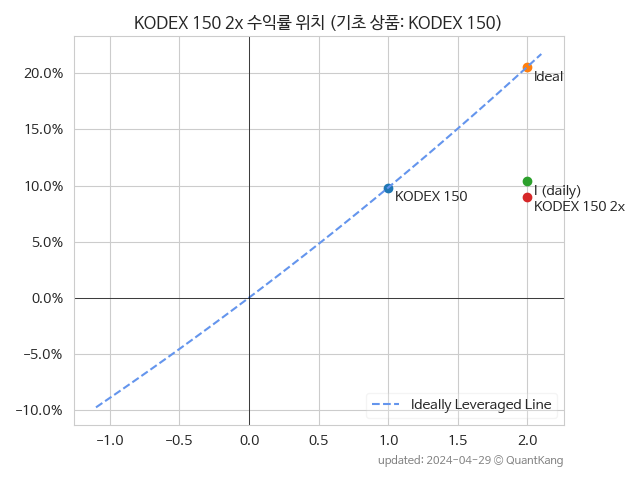 KODEX 150 2x 수익률 위치 (기초 상품: KODEX 150)
20.0%
15.0%
10.0%
5.0%
0.0%
−5.0%
−10.0%
Ideal
I (daily)
KODEX 150
KODEX 150 2x
Ideally Leveraged Line
−1.0
−0.5
0.0
0.5
1.0
1.5
2.0
updated: 2024-04-29 © QuantKang